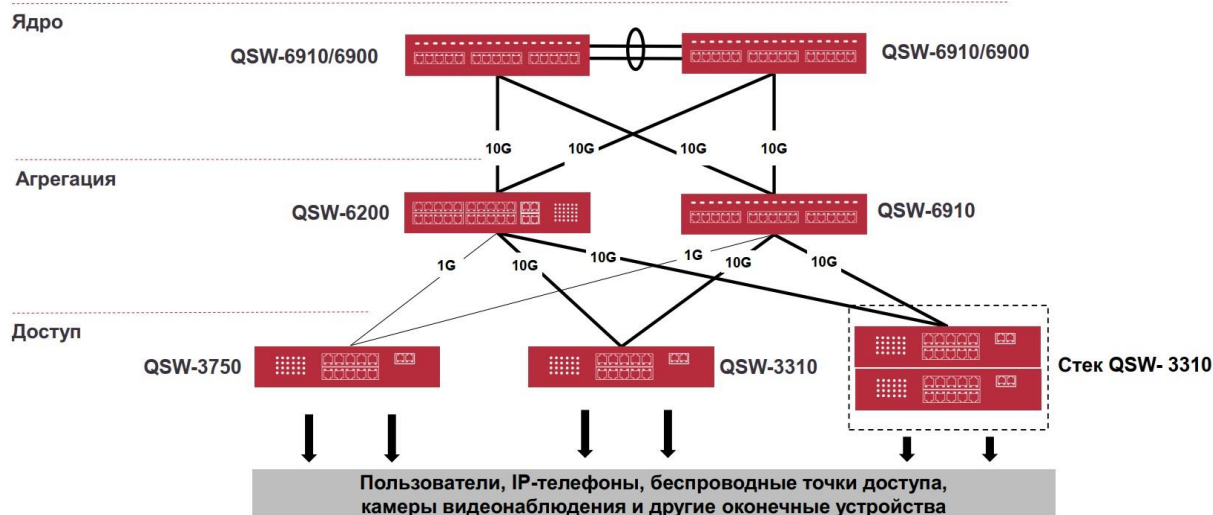 Ядро
QSW-6910/6900
QSW-6910/6900
10G
10G
10G
10G
Агрегация
QSW-6200
QSW-6910
1G
10G
10G
1G
10G
10G
Доступ
QSW-3750
QSW-3310
Стек QSW- 3310
Пользователи, IP-телефоны, беспроводные точки доступа,
камеры видеонаблюдения и другие оконечные устройства